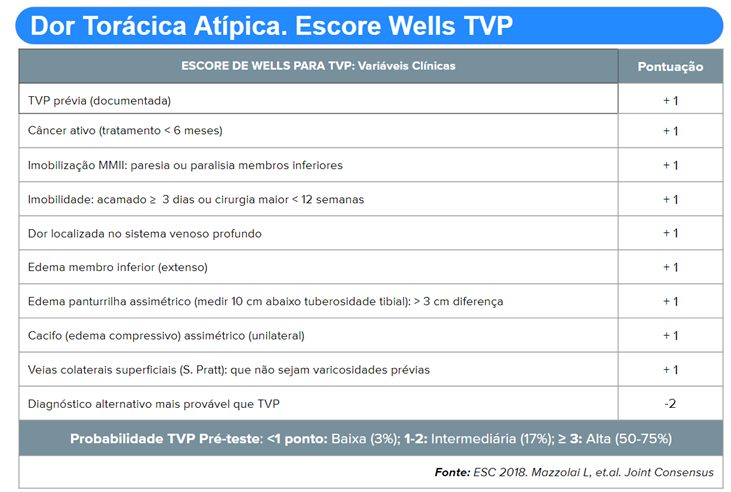 Dor Torácica Atípica. Escore Wells TVP
ESCORE DE WELLS PARA TVP: Variáveis Clínicas Pontuação
TVP prévia (documentada) + 1
Câncer ativo (tratamento < 6 meses) + 1
Imobilização MMII: paresia ou paralisia membros inferiores + 1
Imobilidade: acamado ≥ 3 dias ou cirurgia maior < 12 semanas + 1
Dor localizada no sistema venoso profundo + 1
Edema membro inferior (extenso) + 1
Edema panturrilha assimétrico (medir 10 cm abaixo tuberosidade tibial): > 3 cm diferença + 1
Cacifo (edema compressivo) assimétrico (unilateral) + 1
Veias colaterais superficiais (S. Pratt): que não sejam varicosidades prévias + 1
Diagnóstico alternativo mais provável que TVP -2
Probabilidade TVP Pré-teste: <1 ponto: Baixa (3%); 1-2: Intermediária (17%); ≥ 3: Alta (50-75%)
Fonte: ESC 2018. Mazzolai L, et.al. Joint Consensus